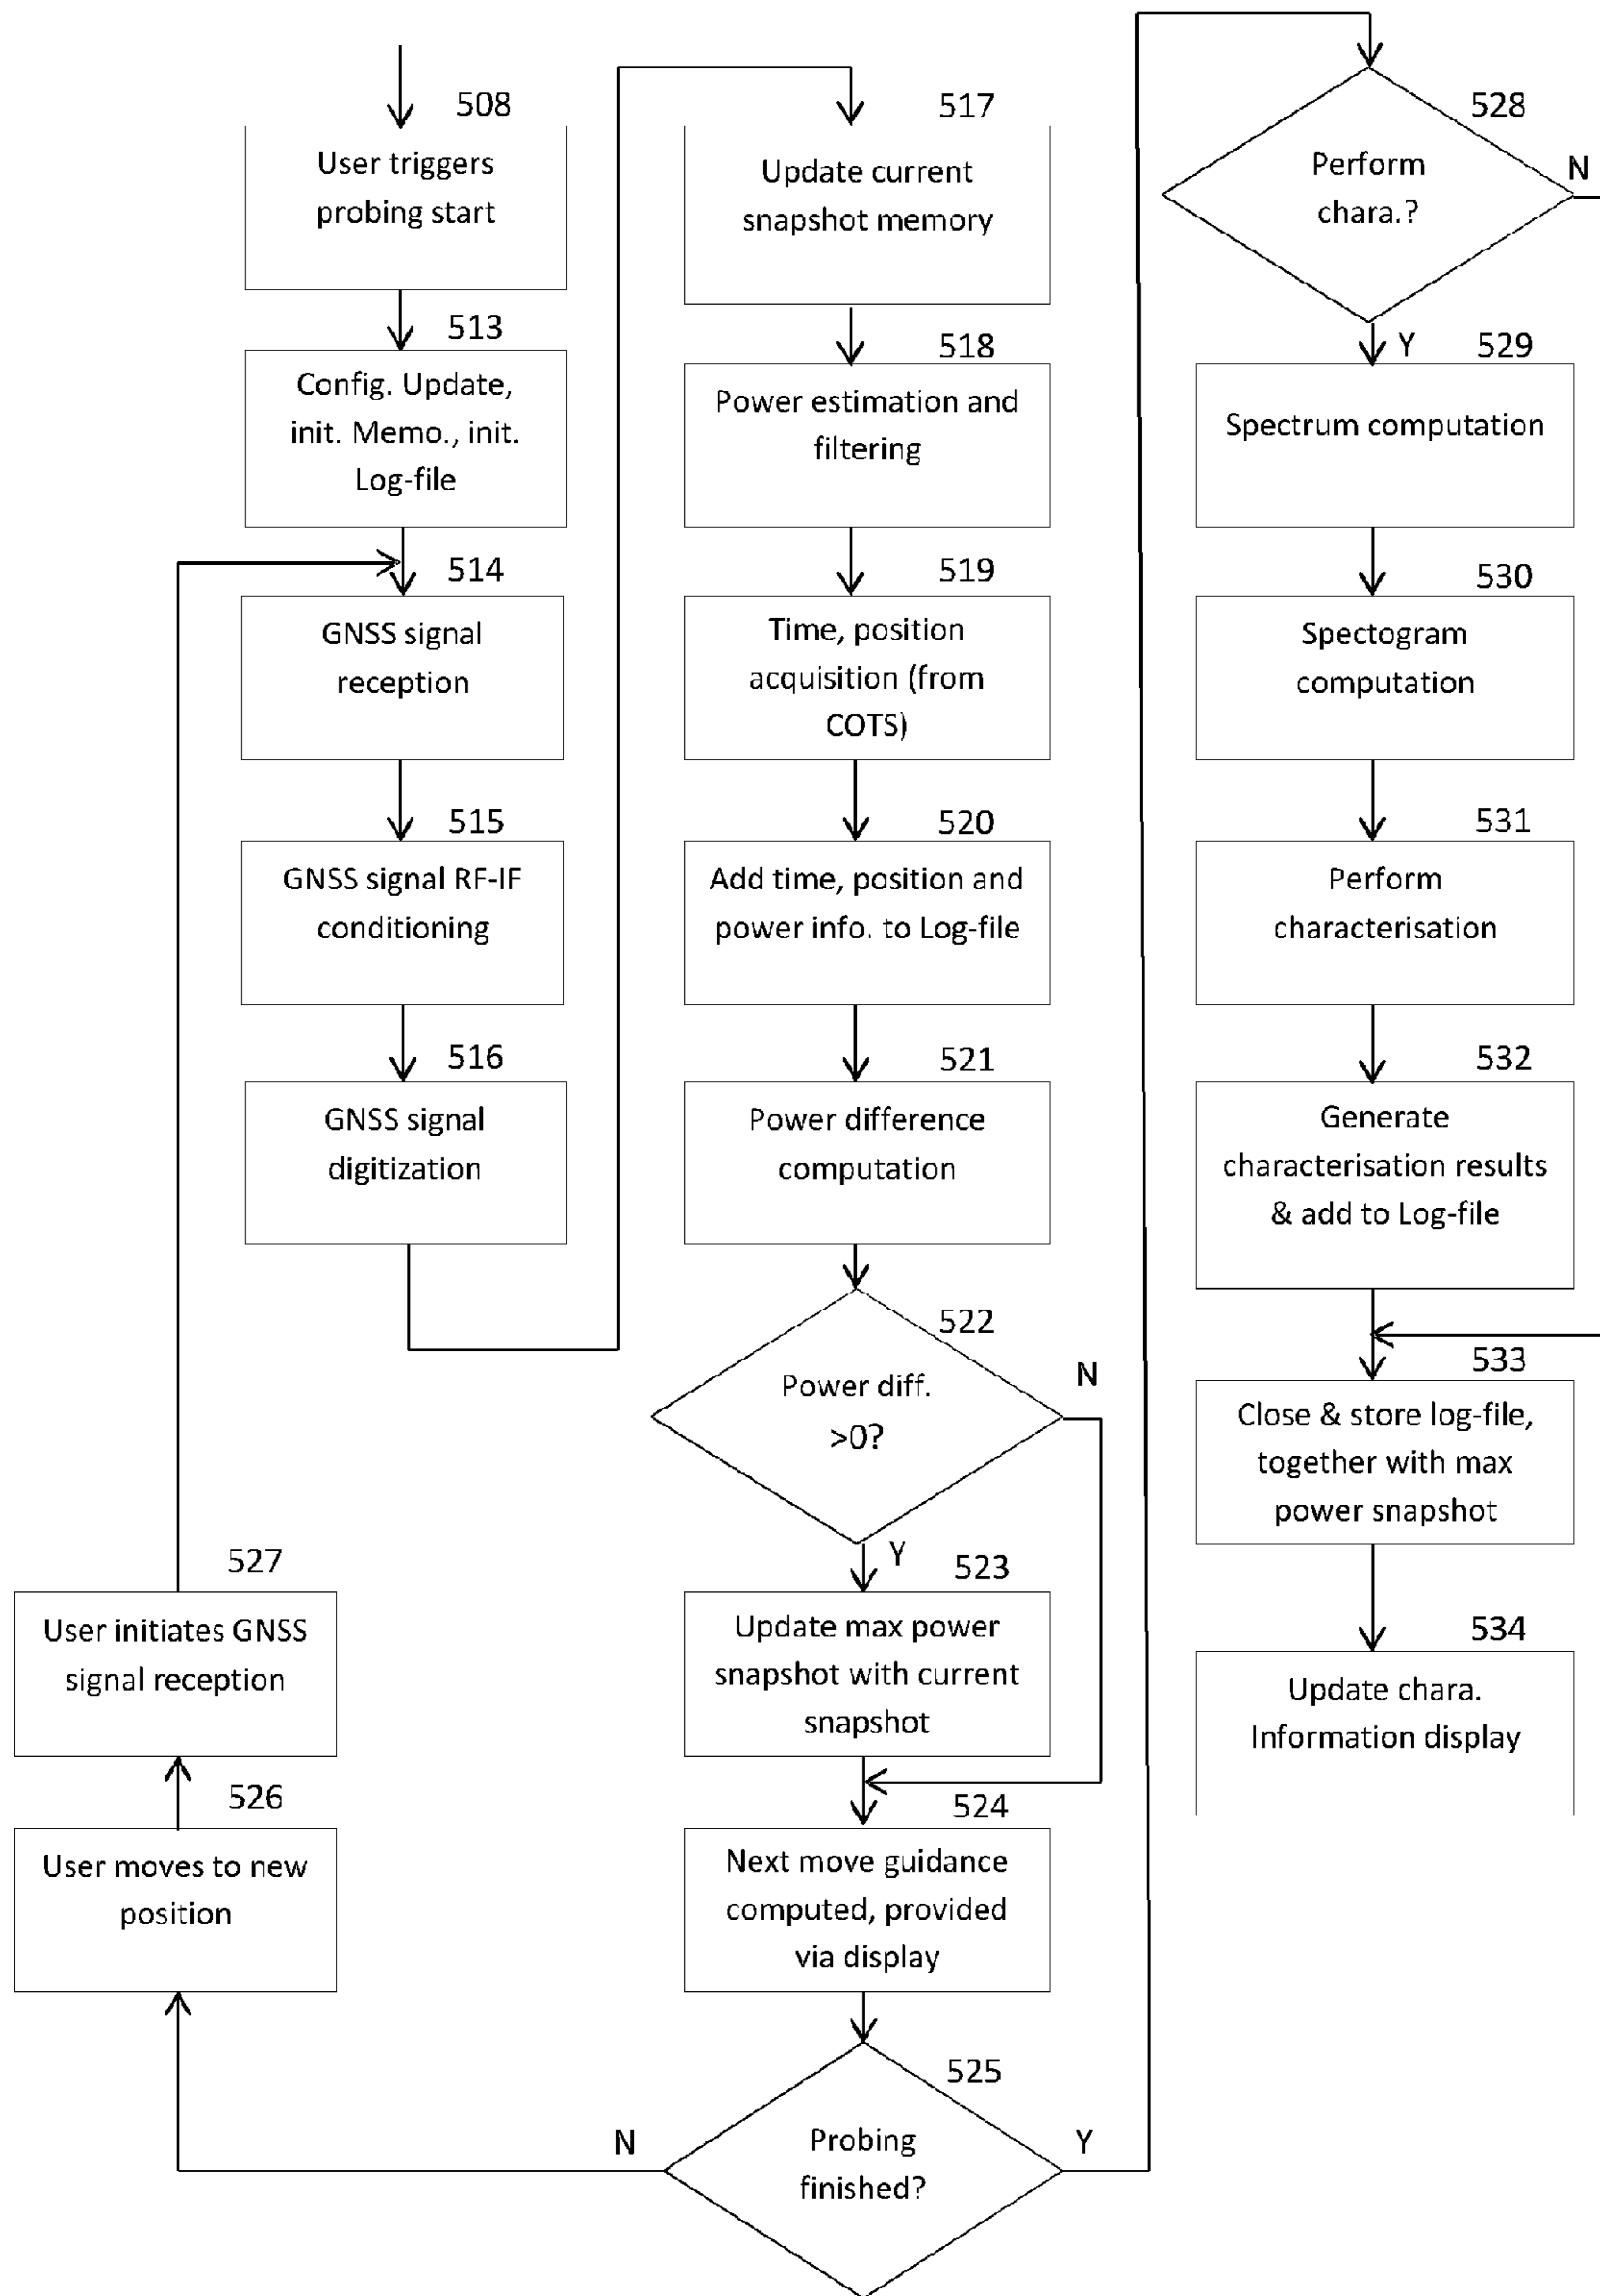 508
User triggers
probing start
513
Config. Update,
init. Memo., init.
Log-file
514
GNSS signal
reception
515
GNSS signal RF-IF
conditioning
516
GNSS signal
digitization
527
User initiates GNSS
signal reception
526
User moves to new
position
517
Update current
snapshot memory
518
Power estimation and
filtering
519
Time, position
acquisition (from
COTS)
520
Add time, position and
power info. to Log-file
521
Power difference
computation
522
Power diff.
>0?
N
Y
523
Update max power
snapshot with current
snapshot
524
Next move guidance
computed, provided
via display
525
Probing
finished?
N
Y
528
Perform
chara.?
N
Y
529
Spectrum computation
530
Spectogram
computation
531
Perform
characterisation
532
Generate
characterisation results
& add to Log-file
533
Close & store log-file,
together with max
power snapshot
534
Update chara.
Information display